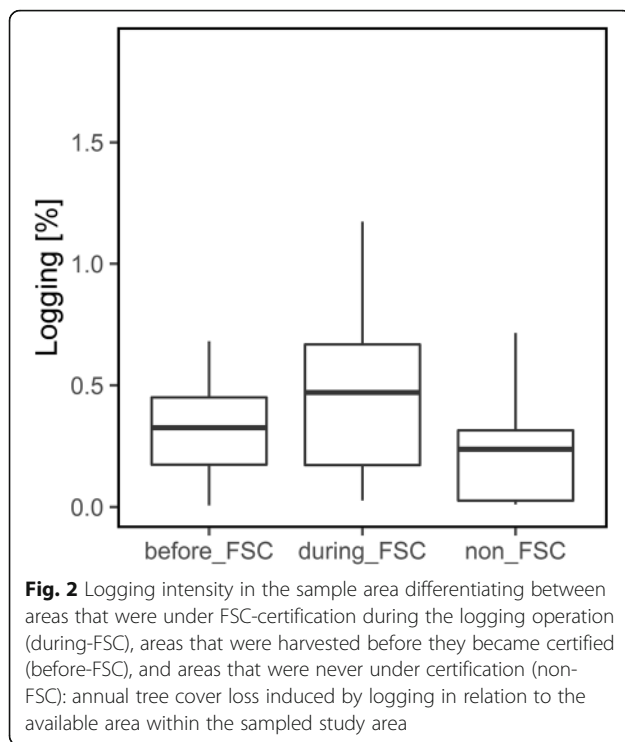 Logging [%]
1.5
1.0
0.5
0.0
before_FSC during_FSC non_FSC
Fig. 2 Logging intensity in the sample area differentiating between
areas that were under FSC-certification during the logging operation
(during-FSC), areas that were harvested before they became certified
(before-FSC), and areas that were never under certification (non-
FSC): annual tree cover loss induced by logging in relation to the
available area within the sampled study area